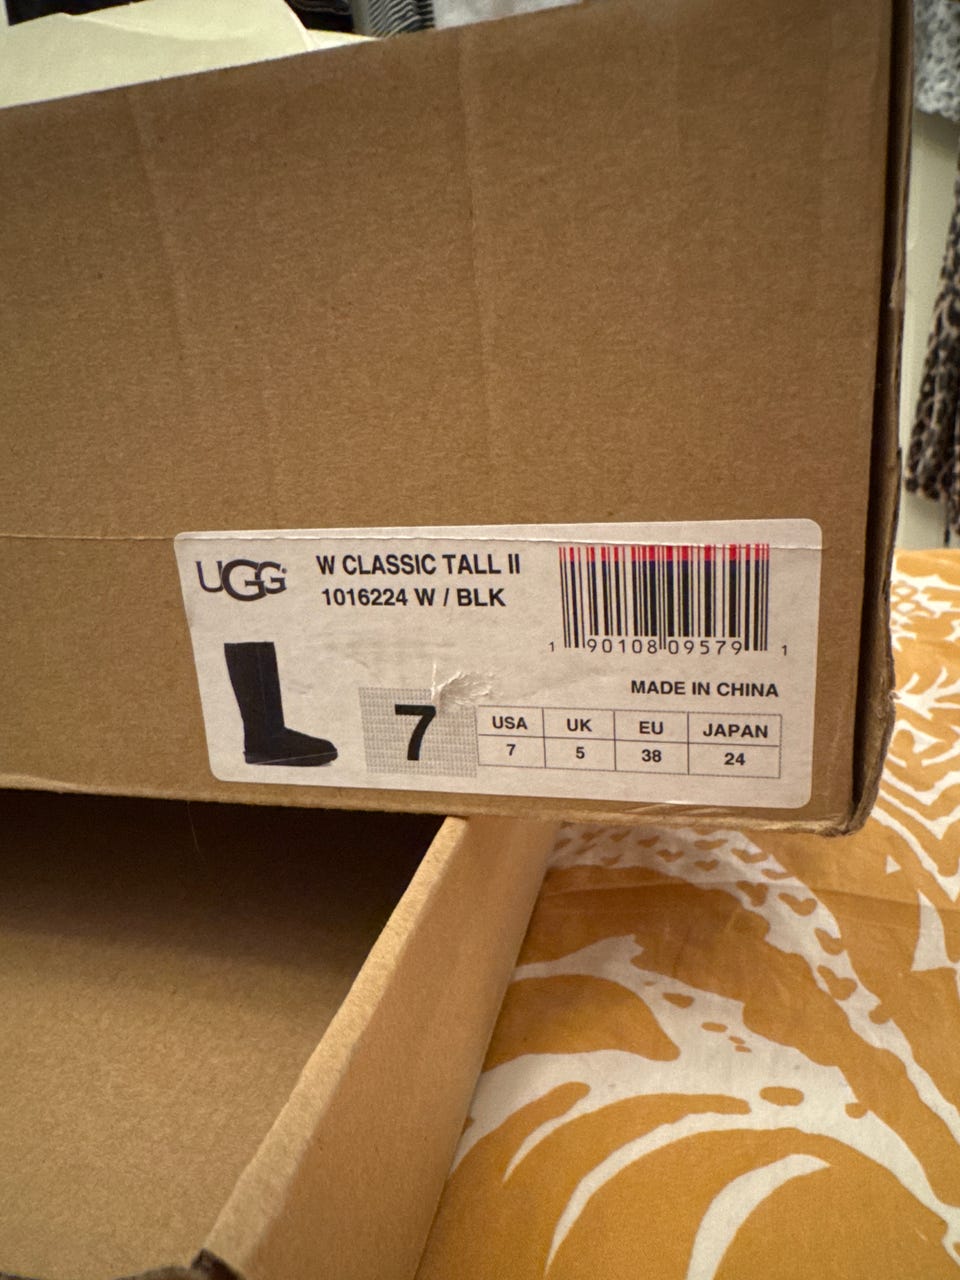 UGG®
W CLASSIC TALL II
1016224 W / BLK
1 90108 09579 1
MADE IN CHINA
7
USA UK EU JAPAN
7 5 38 24